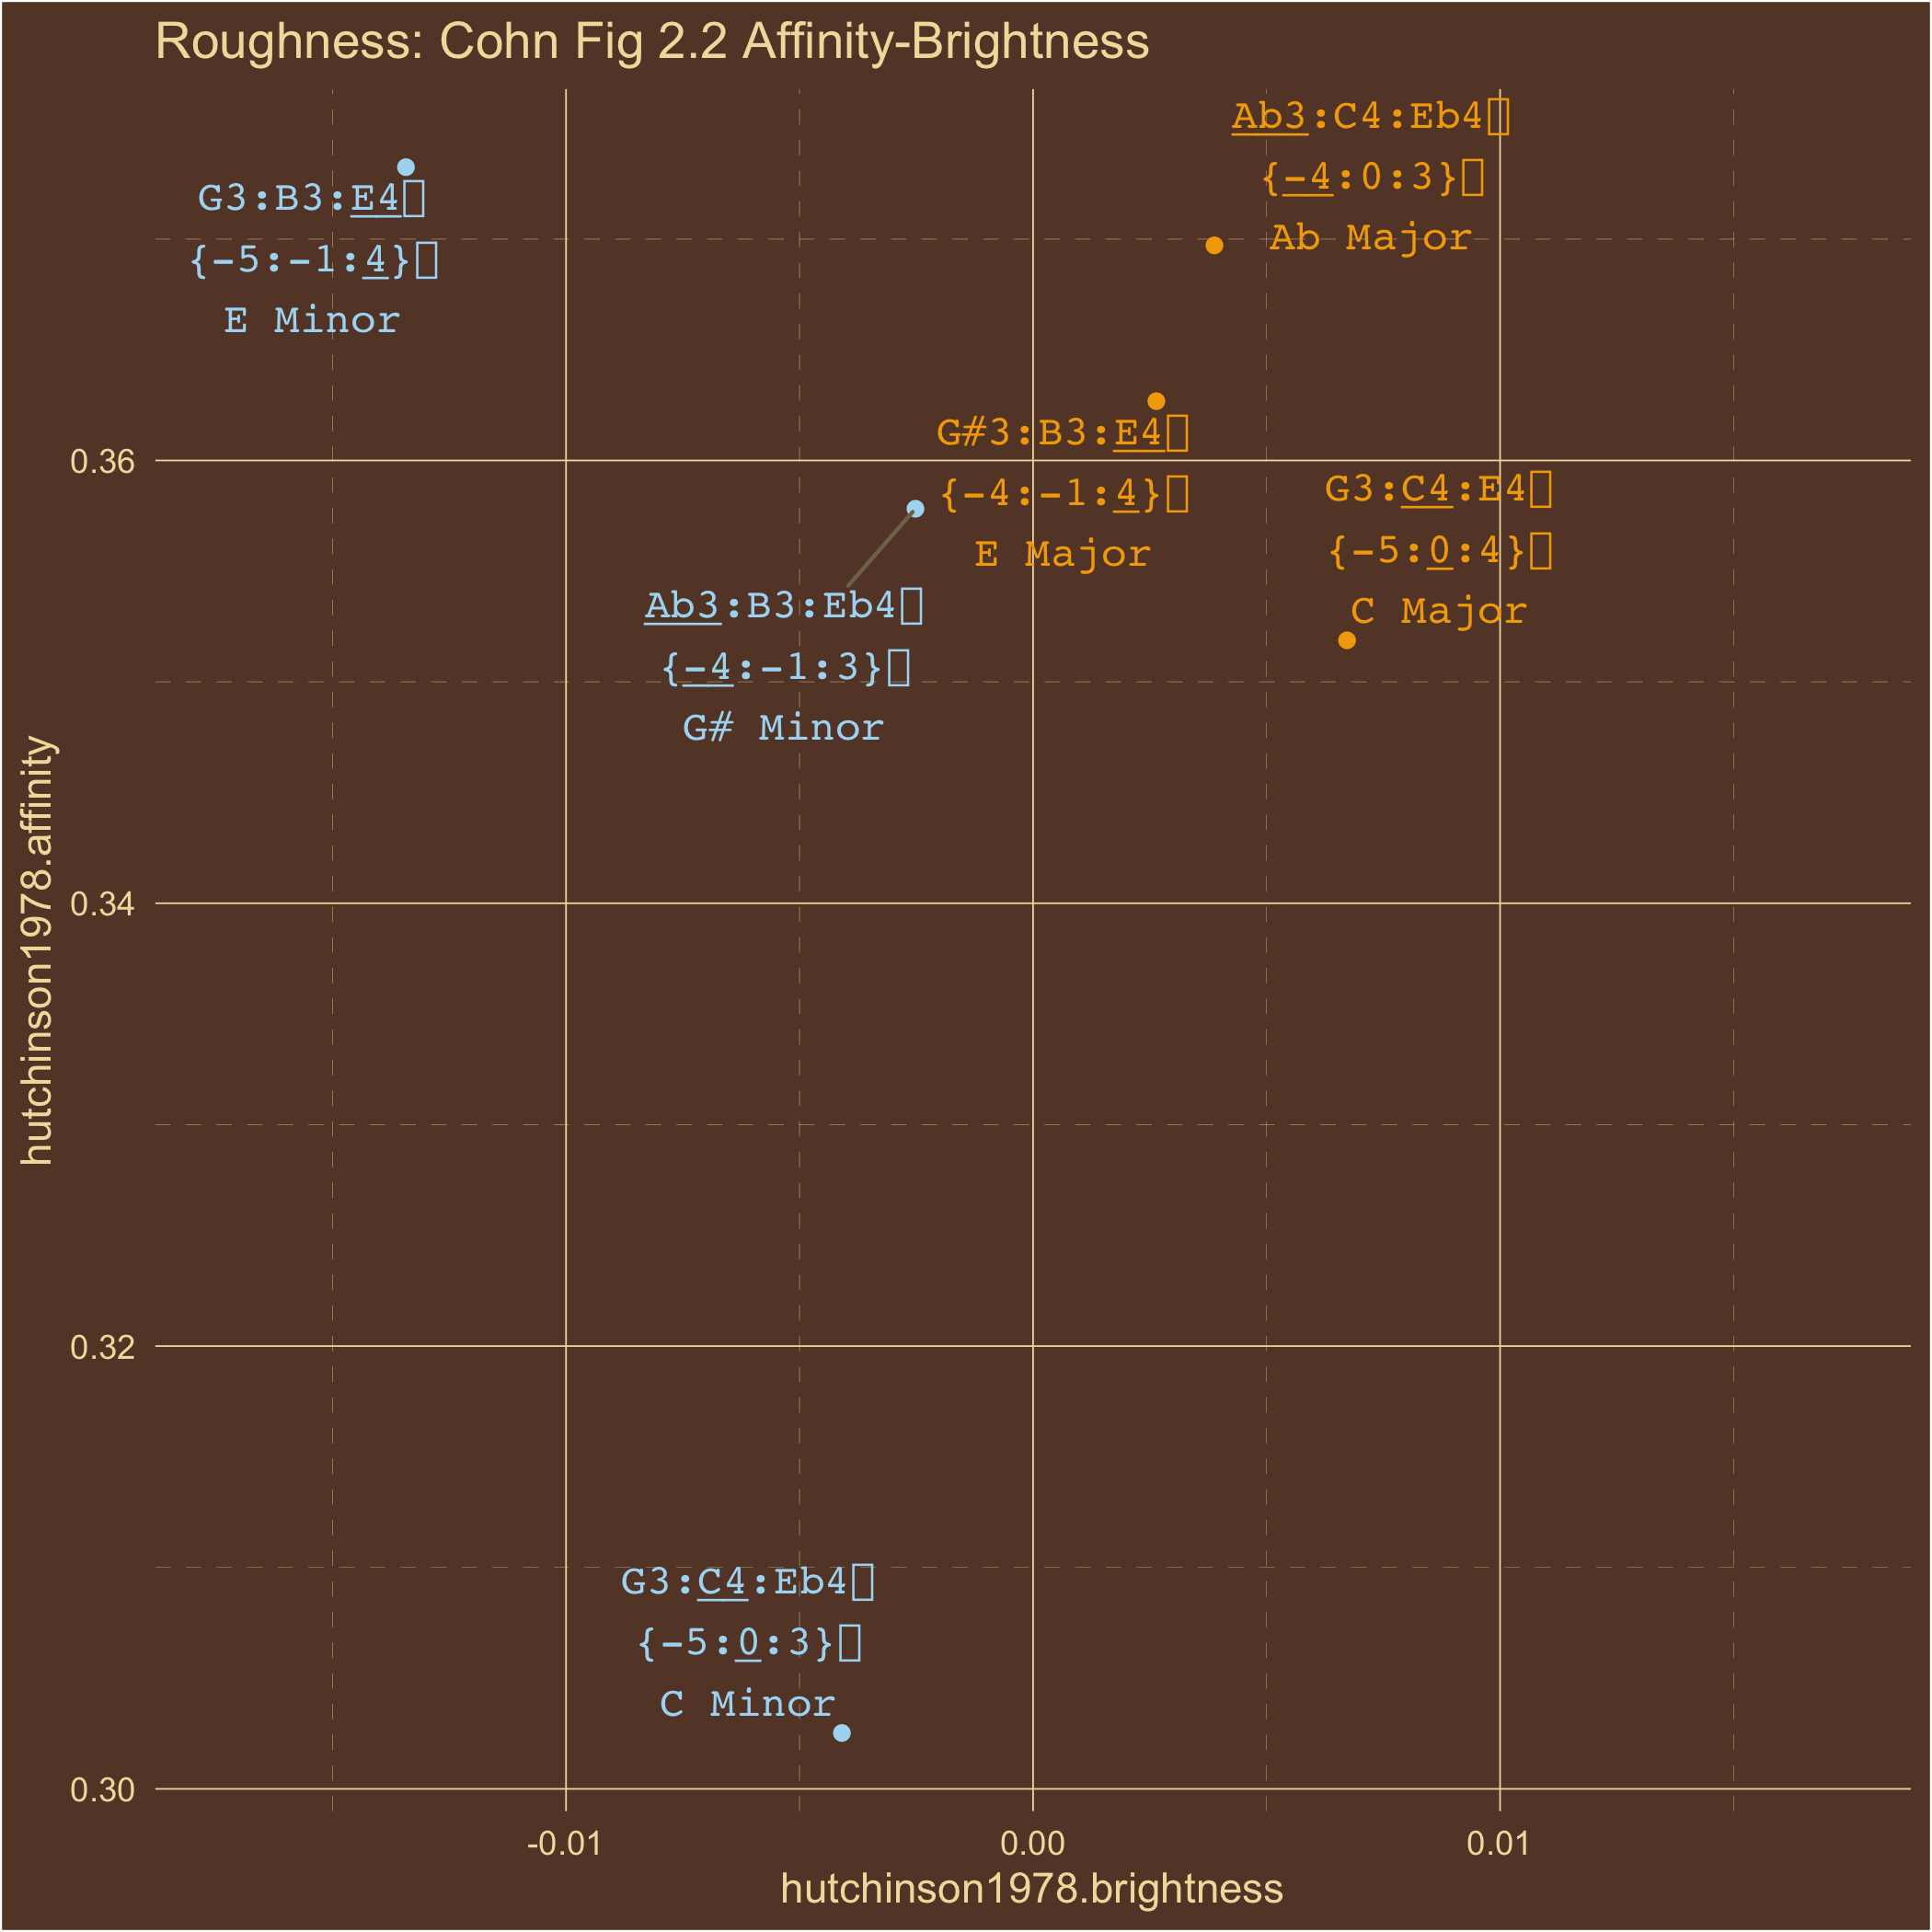 Roughness: Cohn Fig 2.2 Affinity-Brightness
Ab3:C4:Eb4
{-4:0:3}
Ab Major
G3:B3:E4
{-5:-1:4}
E Minor
G#3:B3:E4
{-4:-1:4}
E Major
G3:C4:E4
{-5:0:4}
C Major
Ab3:B3:Eb4
{-4:-1:3}
G# Minor
G3:C4:Eb4
{-5:0:3}
C Minor
hutchinson1978.affinity
0.36
0.34
0.32
0.30
-0.01
0.00
0.01
hutchinson1978.brightness